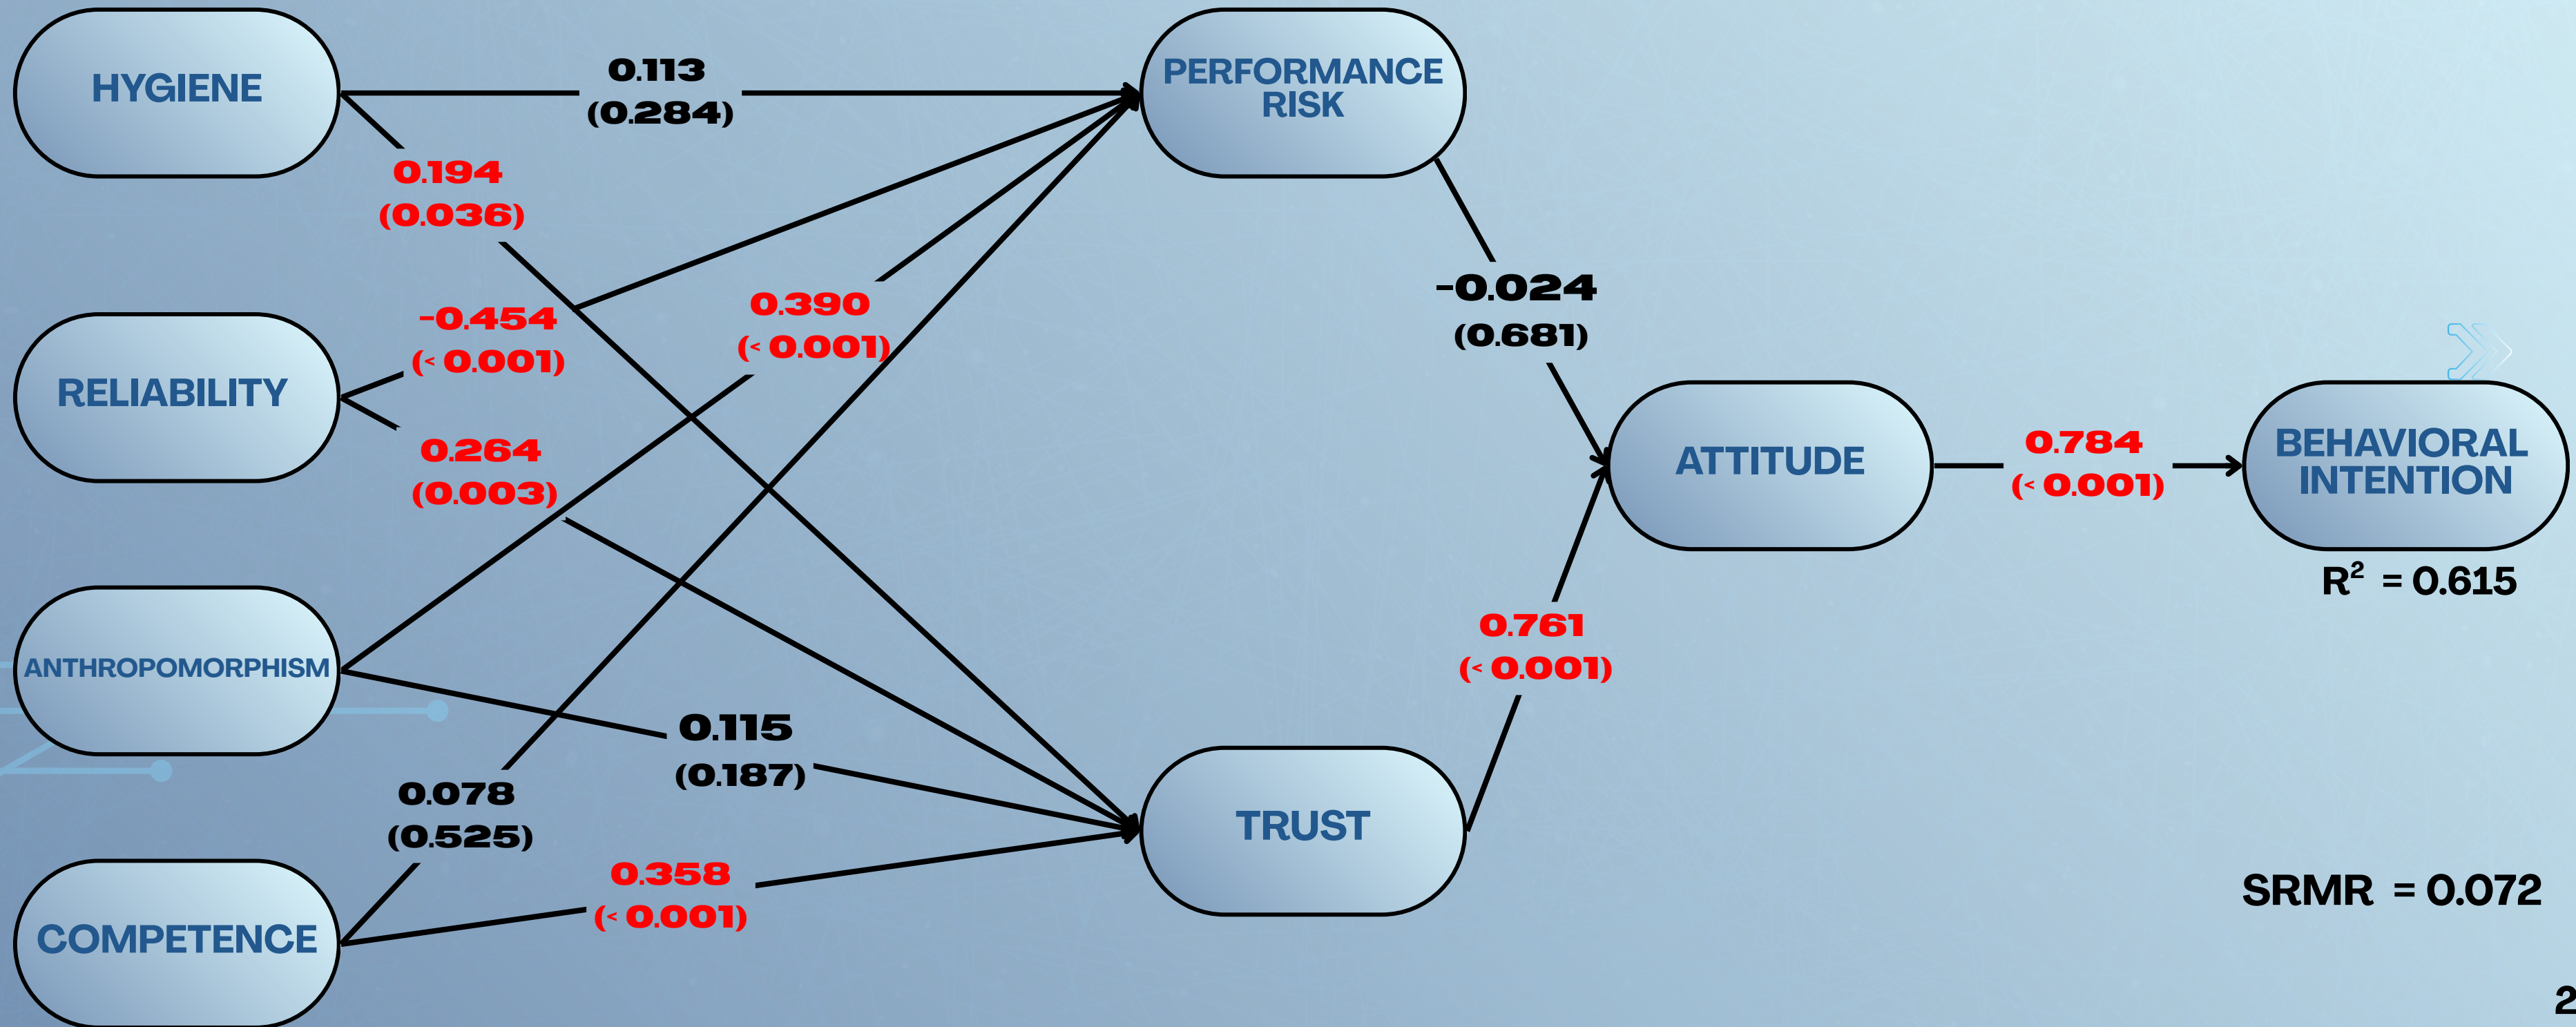 HYGIENE
0.113
(0.284)
PERFORMANCE
RISK
0.194
(0.036)
RELIABILITY
-0.454
(< 0.001)
0.390
(< 0.001)
-0.024
(0.681)
0.264
(0.003)
ATTITUDE
0.784
(< 0.001)
BEHAVIORAL
INTENTION
R² = 0.615
ANTHROPOMORPHISM
0.115
(0.187)
0.761
(< 0.001)
0.078
(0.525)
TRUST
COMPETENCE
0.358
(< 0.001)
SRMR = 0.072
2